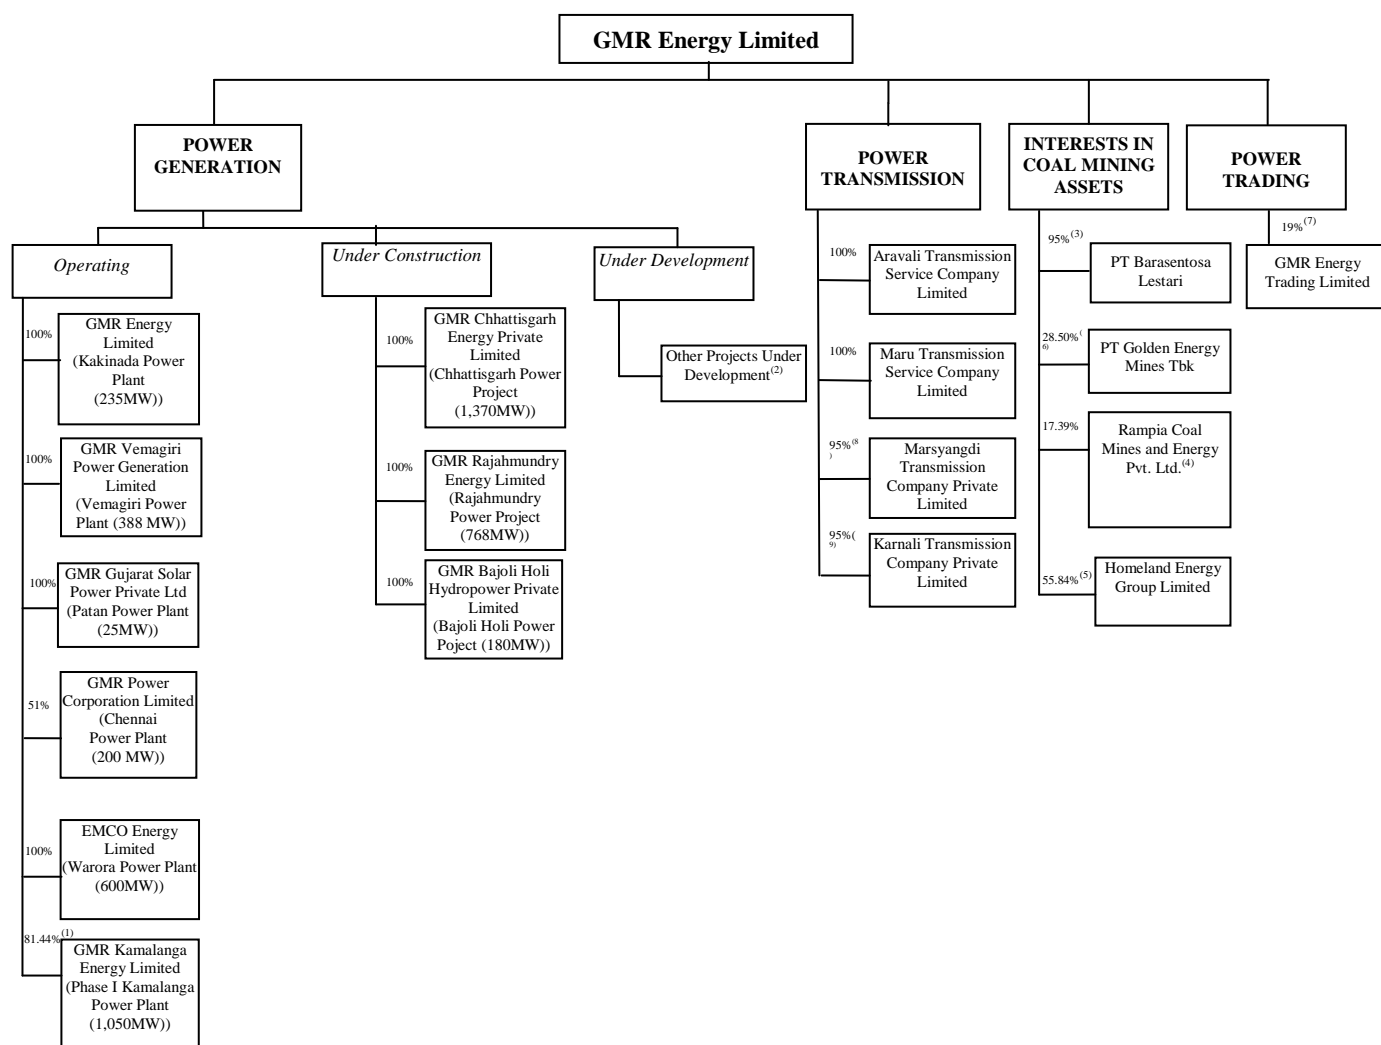 GMR Energy Limited
POWER
GENERATION
POWER
TRANSMISSION
INTERESTS IN
COAL MINING
ASSETS
POWER
TRADING
Operating
Under Construction
Under Development
100%
GMR Energy
Limited
(Kakinada Power
Plant
(235MW))
100%
GMR Vemagiri
Power Generation
Limited
(Vemagiri Power
Plant (388 MW))
100%
GMR Gujarat Solar
Power Private Ltd
(Patan Power Plant
(25MW))
51%
GMR Power
Corporation Limited
(Chennai
Power Plant
(200 MW))
100%
EMCO Energy
Limited
(Warora Power Plant
(600MW))
81.44%(1)
GMR Kamalanga
Energy Limited
(Phase I Kamalanga
Power Plant
(1,050MW))
100%
GMR Chhattisgarh
Energy Private
Limited
(Chhattisgarh Power
Project
(1,370MW))
100%
GMR Rajahmundry
Energy Limited
(Rajahmundry
Power Project
(768MW))
100%
GMR Bajoli Holi
Hydropower Private
Limited
(Bajoli Holi Power
Poject (180MW))
Other Projects Under
Development(2)
100%
Aravali Transmission
Service Company
Limited
100%
Maru Transmission
Service Company
Limited
95%(8
)
Marsyangdi
Transmission
Company Private
Limited
95%(
9)
Karnali Transmission
Company Private
Limited
95%(3)
PT Barasentosa
Lestari
28.50%(
6)
PT Golden Energy
Mines Tbk
17.39%
Rampia Coal
Mines and Energy
Pvt. Ltd.(4)
55.84%(5)
Homeland Energy
Group Limited
19%(7)
GMR Energy
Trading Limited